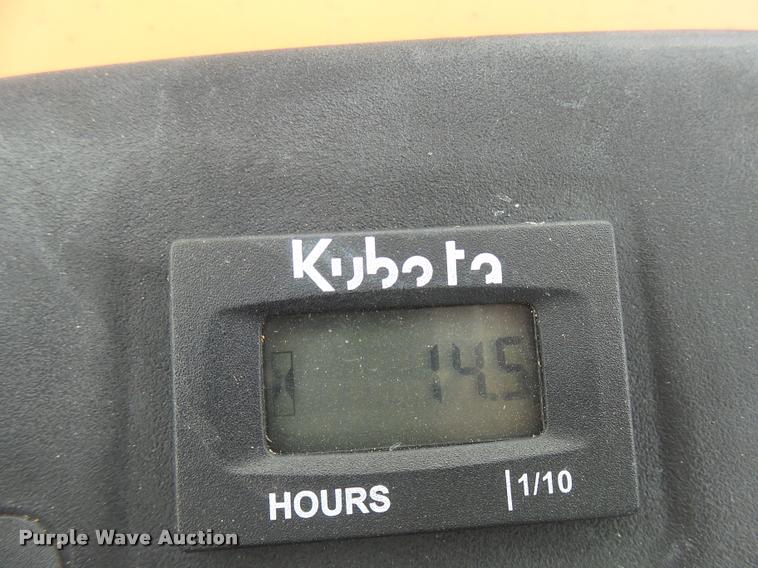 Kubota
14.5
HOURS 1/10
Purple Wave Auction